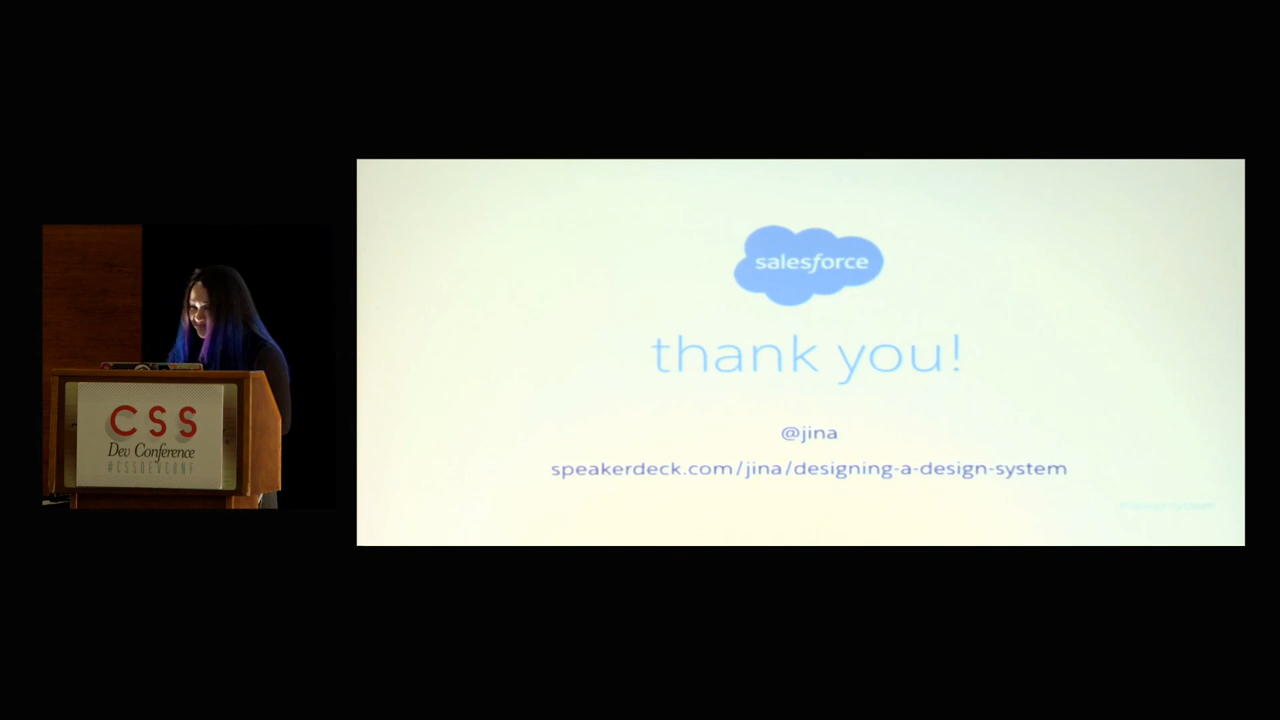 CSS
Dev Conference
#CSSDEVCONF
salesforce
thank you!
@jina
speakerdeck.com/jina/designing-a-design-system